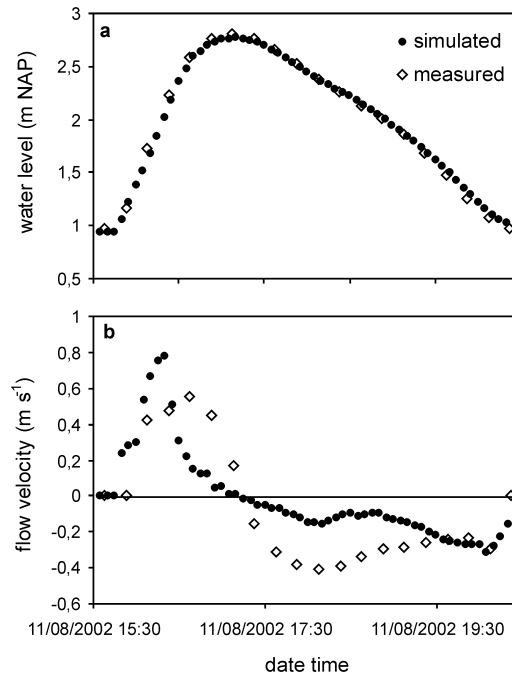 a
simulated
measured
water level (m NAP)
3
2,5
2
1,5
1
0,5
b
flow velocity (m s⁻¹)
1
0,8
0,6
0,4
0,2
0
-0,2
-0,4
-0,6
11/08/2002 15:30
11/08/2002 17:30
11/08/2002 19:30
date time